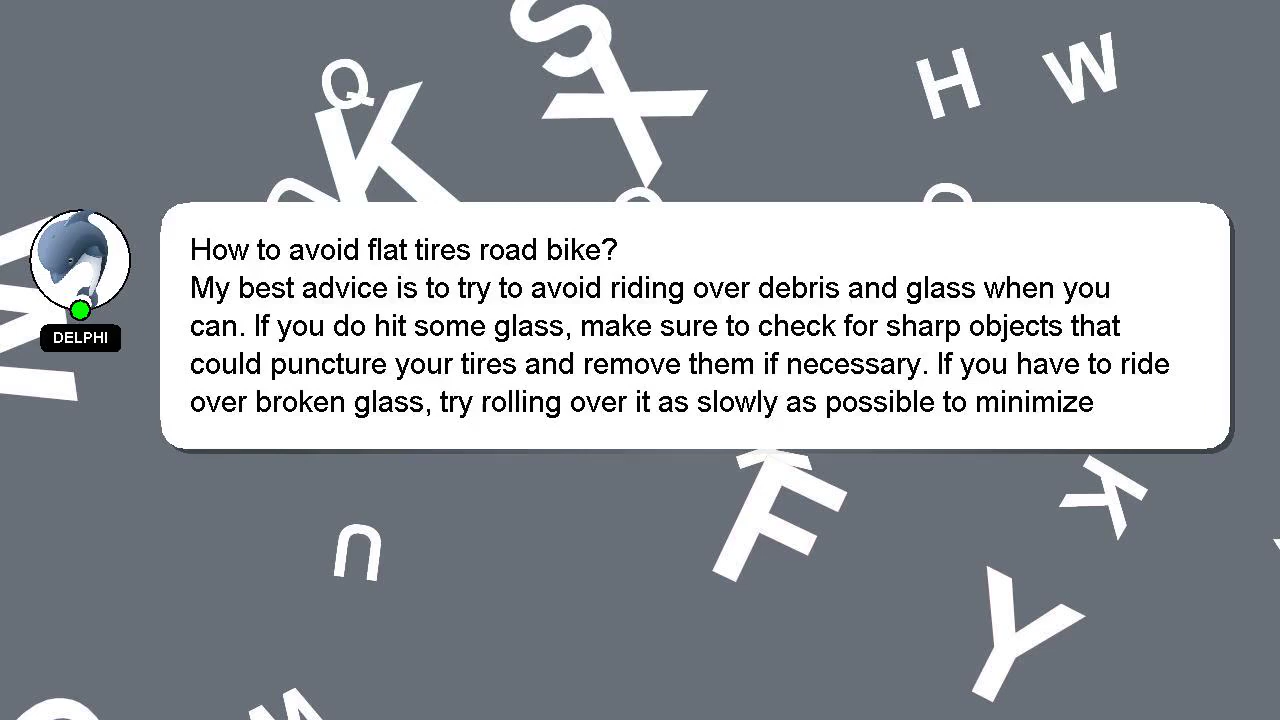 S
Q
K
X
H
W
How to avoid flat tires road bike?
My best advice is to try to avoid riding over debris and glass when you
can. If you do hit some glass, make sure to check for sharp objects that
could puncture your tires and remove them if necessary. If you have to ride
over broken glass, try rolling over it as slowly as possible to minimize
DELPHI
F
K
U
Y
M